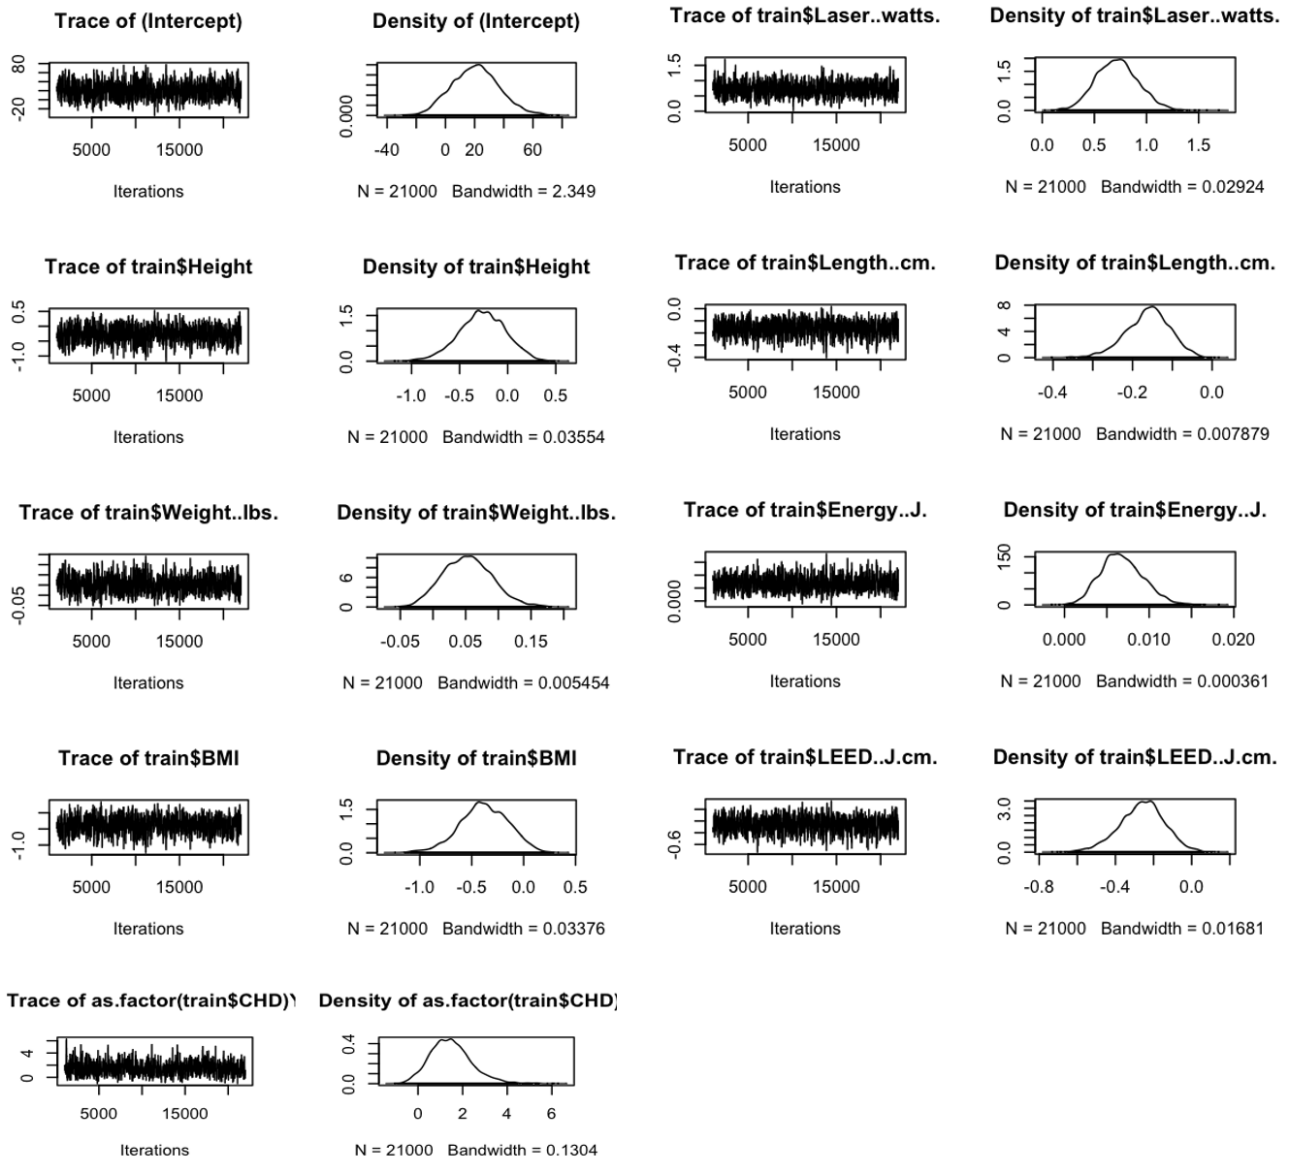 Trace of (Intercept)
80
-20
5000 15000
Iterations
Density of (Intercept)
0.000
-40 0 20 60
N = 21000 Bandwidth = 2.349
Trace of train$Laser..watts.
1.5
0.0
5000 15000
Iterations
Density of train$Laser..watts.
1.5
0.0
0.0 0.5 1.0 1.5
N = 21000 Bandwidth = 0.02924
Trace of train$Height
0.5
-1.0
5000 15000
Iterations
Density of train$Height
1.5
0.0
-1.0 -0.5 0.0 0.5
N = 21000 Bandwidth = 0.03554
Trace of train$Length..cm.
0.0
-0.4
5000 15000
Iterations
Density of train$Length..cm.
8
4
0
-0.4 -0.2 0.0
N = 21000 Bandwidth = 0.007879
Trace of train$Weight..lbs.
-0.05
5000 15000
Iterations
Density of train$Weight..lbs.
6
0
-0.05 0.05 0.15
N = 21000 Bandwidth = 0.005454
Trace of train$Energy..J.
0.000
5000 15000
Iterations
Density of train$Energy..J.
150
0
0.000 0.010 0.020
N = 21000 Bandwidth = 0.000361
Trace of train$BMI
-1.0
5000 15000
Iterations
Density of train$BMI
1.5
0.0
-1.0 -0.5 0.0 0.5
N = 21000 Bandwidth = 0.03376
Trace of train$LEED..J.cm.
-0.6
5000 15000
Iterations
Density of train$LEED..J.cm.
3.0
0.0
-0.8 -0.4 0.0
N = 21000 Bandwidth = 0.01681
Trace of as.factor(train$CHD)Y
4
0
5000 15000
Iterations
Density of as.factor(train$CHD)
0.4
0.0
0 2 4 6
N = 21000 Bandwidth = 0.1304